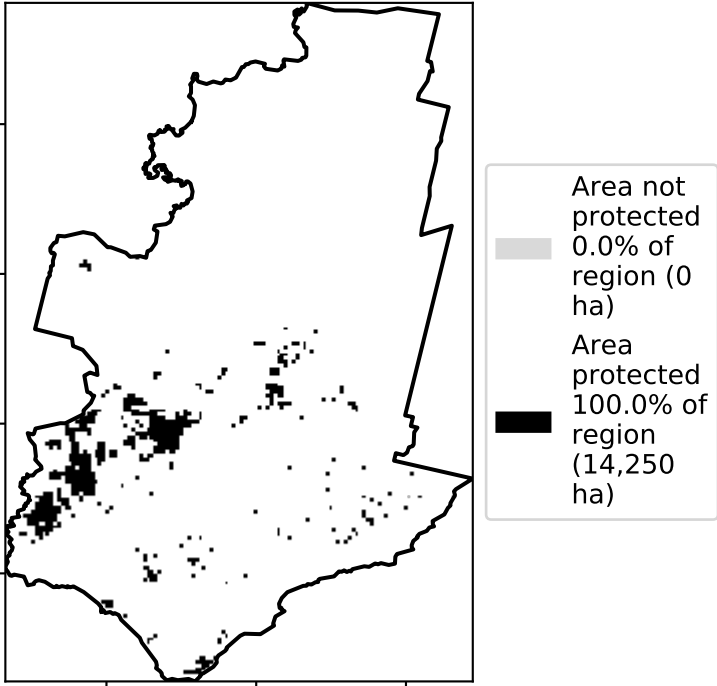 Area not
protected
0.0% of
region (0
ha)
Area
protected
100.0% of
region
(14,250
ha)